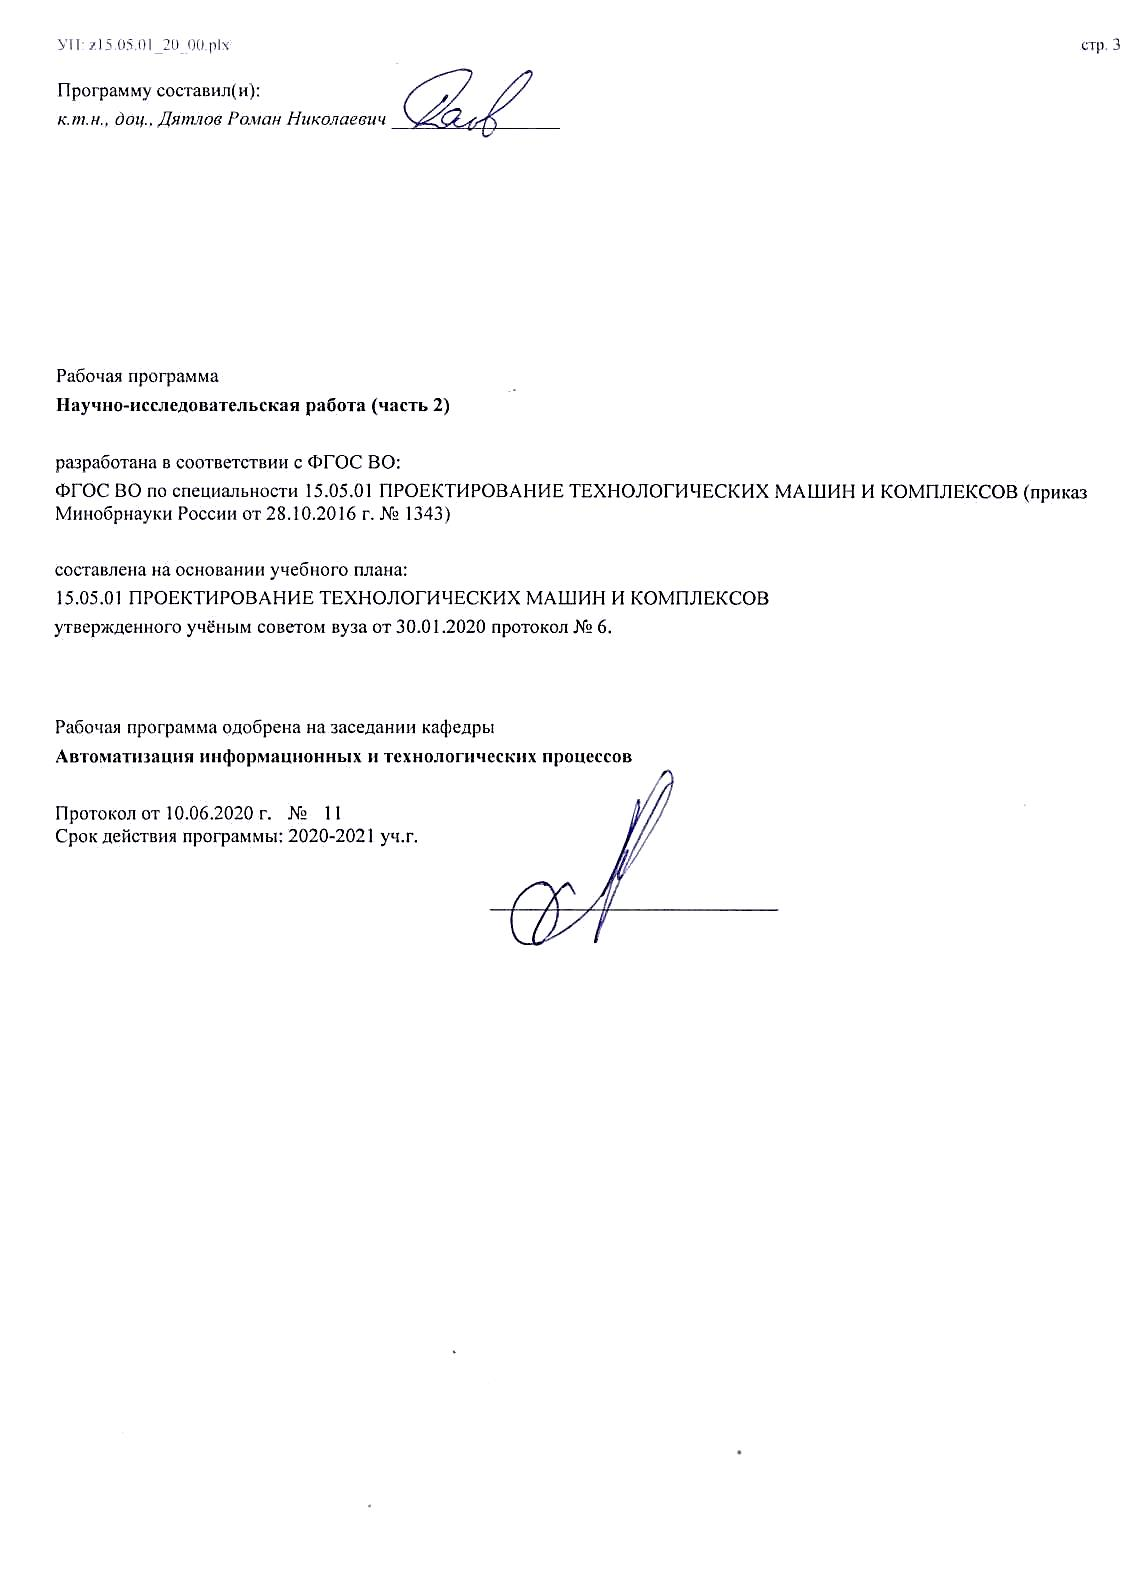 УП: z15.05.01_20_00.plx стр. 3
Программу составил(и):
к.т.н., доц., Дятлов Роман Николаевич
Рабочая программа
Научно-исследовательская работа (часть 2)
разработана в соответствии с ФГОС ВО:
ФГОС ВО по специальности 15.05.01 ПРОЕКТИРОВАНИЕ ТЕХНОЛОГИЧЕСКИХ МАШИН И КОМПЛЕКСОВ (приказ
Минобрнауки России от 28.10.2016 г. № 1343)
составлена на основании учебного плана:
15.05.01 ПРОЕКТИРОВАНИЕ ТЕХНОЛОГИЧЕСКИХ МАШИН И КОМПЛЕКСОВ
утвержденного учёным советом вуза от 30.01.2020 протокол № 6.
Рабочая программа одобрена на заседании кафедры
Автоматизация информационных и технологических процессов
Протокол от 10.06.2020 г. № 11
Срок действия программы: 2020-2021 уч.г.